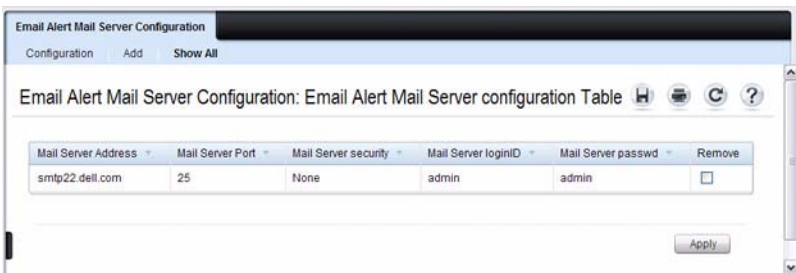 Email Alert Mail Server Configuration
Configuration Add Show All
Email Alert Mail Server Configuration: Email Alert Mail Server configuration Table
Mail Server Address Mail Server Port Mail Server security Mail Server loginID Mail Server passwd Remove
smtp22.dell.com 25 None admin admin
Apply